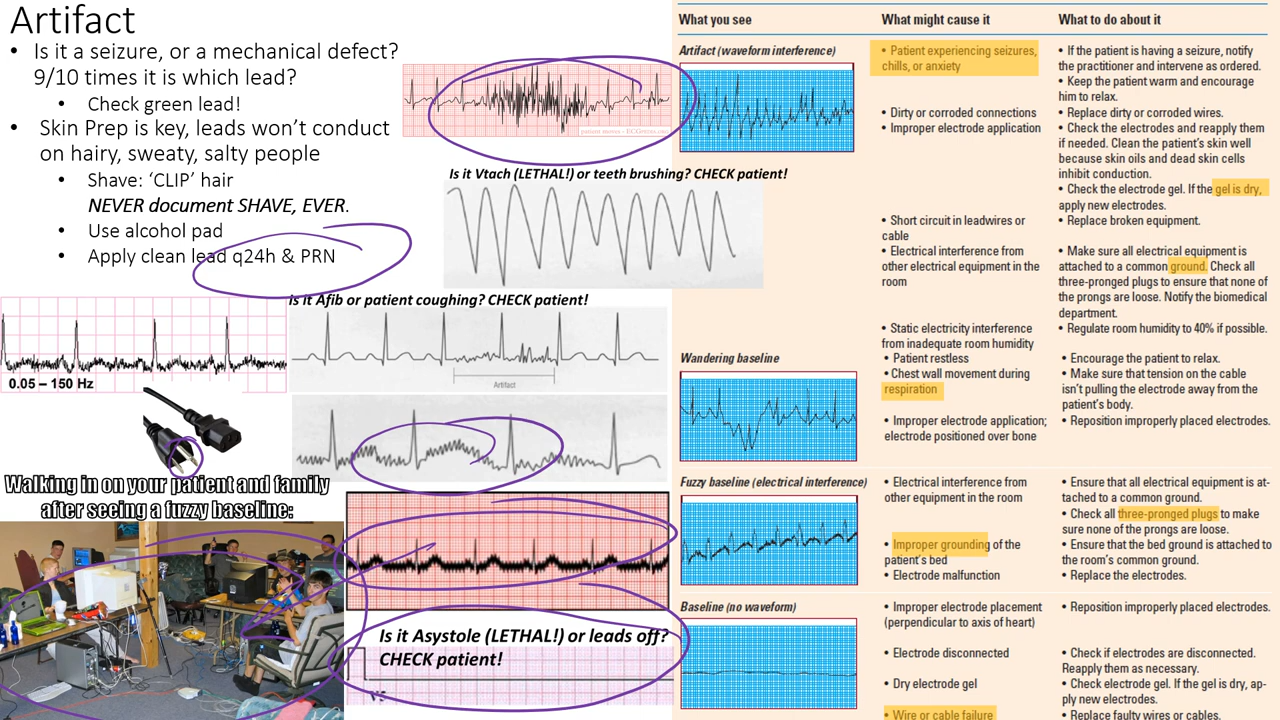 Artifact
• Is it a seizure, or a mechanical defect?
9/10 times it is which lead?
• Check green lead!
• Skin Prep is key, leads won’t conduct
on hairy, sweaty, salty people
• Shave: ‘CLIP’ hair
NEVER document SHAVE, EVER.
• Use alcohol pad
• Apply clean lead q24h & PRN
Is it Vtach (LETHAL!) or teeth brushing? CHECK patient!
Is it Afib or patient coughing? CHECK patient!
0.05 – 150 Hz
Artifact
Walking in on your patient and family
after seeing a fuzzy baseline:
Is it Asystole (LETHAL!) or leads off?
CHECK patient!
What you see
What might cause it
What to do about it
Artifact (waveform interference)
• Patient experiencing seizures,
chills, or anxiety
• Dirty or corroded connections
• Improper electrode application
• Short circuit in leadwires or
cable
• Electrical interference from
other electrical equipment in the
room
• Static electricity interference
from inadequate room humidity
• If the patient is having a seizure, notify
the practitioner and intervene as ordered.
• Keep the patient warm and encourage
him to relax.
• Replace dirty or corroded wires.
• Check the electrodes and reapply them
if needed. Clean the patient’s skin well
because skin oils and dead skin cells
inhibit conduction.
• Check the electrode gel. If the gel is dry,
apply new electrodes.
• Replace broken equipment.
• Make sure all electrical equipment is
attached to a common ground. Check all
three-pronged plugs to ensure that none of
the prongs are loose. Notify the biomedical
department.
• Regulate room humidity to 40% if possible.
Wandering baseline
• Patient restless
• Chest wall movement during
respiration
• Improper electrode application;
electrode positioned over bone
• Encourage the patient to relax.
• Make sure that tension on the cable
isn’t pulling the electrode away from the
patient’s body.
• Reposition improperly placed electrodes.
Fuzzy baseline (electrical interference)
• Electrical interference from
other equipment in the room
• Improper grounding of the
patient’s bed
• Electrode malfunction
• Ensure that all electrical equipment is at-
tached to a common ground.
• Check all three-pronged plugs to make
sure none of the prongs are loose.
• Ensure that the bed ground is attached to
the room’s common ground.
• Replace the electrodes.
Baseline (no waveform)
• Improper electrode placement
(perpendicular to axis of heart)
• Electrode disconnected
• Dry electrode gel
• Wire or cable failure
• Reposition improperly placed electrodes.
• Check if electrodes are disconnected.
Reapply them as necessary.
• Check electrode gel. If the gel is dry, ap-
ply new electrodes.
• Replace faulty wires or cables.